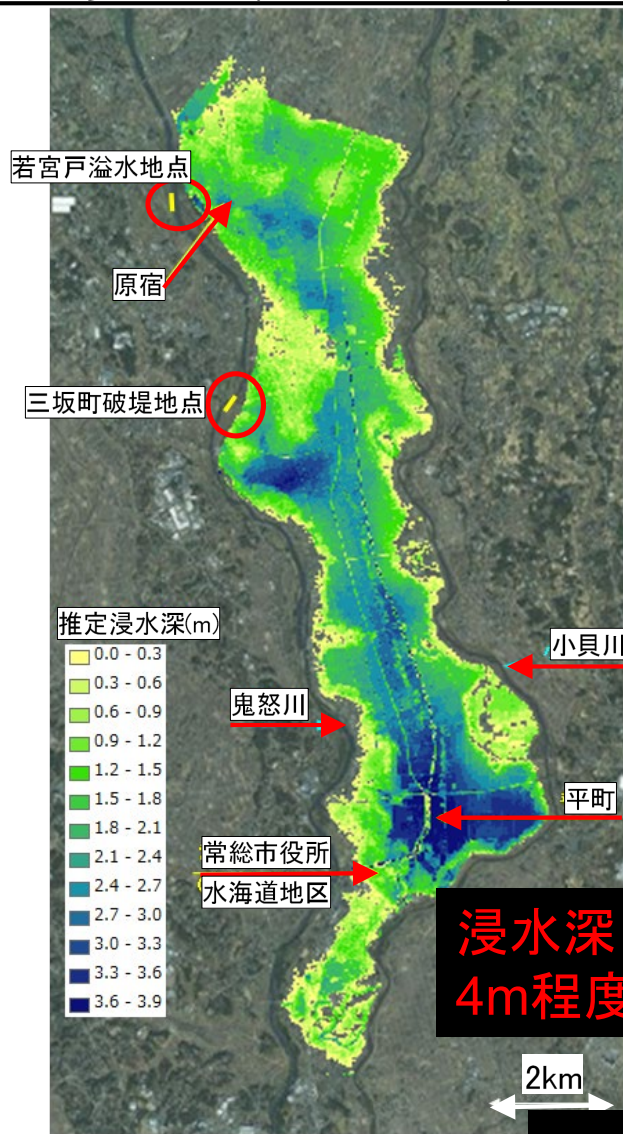 若宮戸溢水地点
原宿
三坂町破堤地点
推定浸水深(m)
0.0 - 0.3
0.3 - 0.6
0.6 - 0.9
0.9 - 1.2
1.2 - 1.5
1.5 - 1.8
1.8 - 2.1
2.1 - 2.4
2.4 - 2.7
2.7 - 3.0
3.0 - 3.3
3.3 - 3.6
3.6 - 3.9
小貝川
鬼怒川
平町
常総市役所
水海道地区
浸水深
4m程度
2km